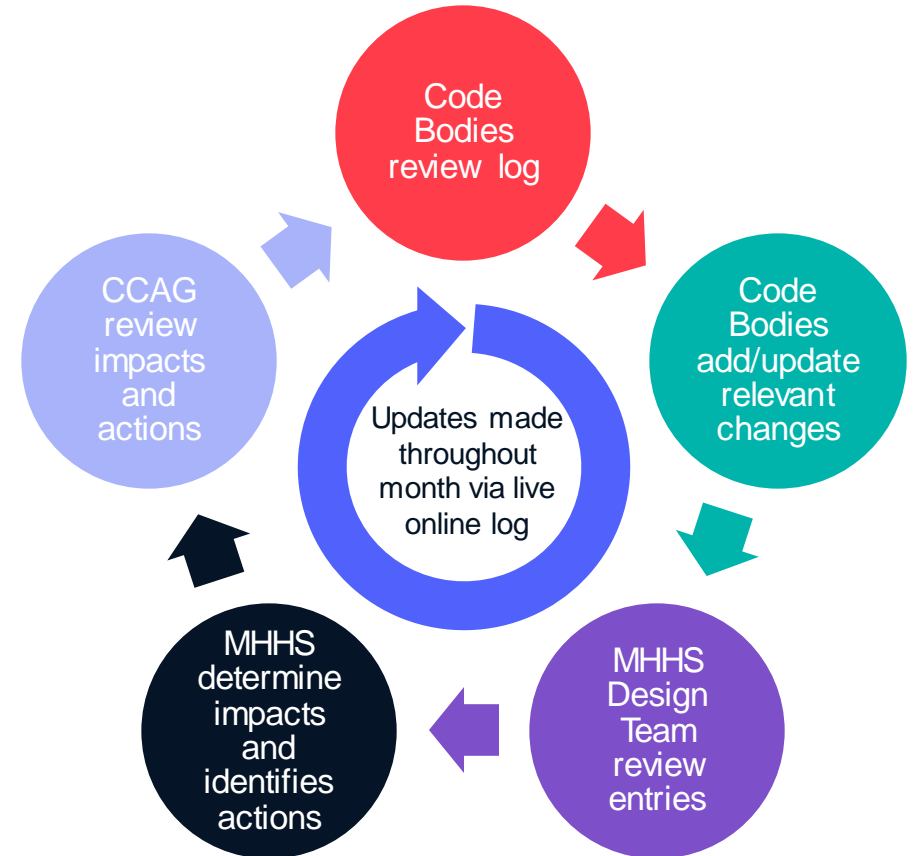 Code
Bodies
review log
Code
Bodies
add/update
relevant
changes
MHHS
Design
Team
review
entries
MHHS
determine
impacts
and
identifies
actions
CCAG
review
impacts
and
actions
Updates made
throughout
month via live
online log